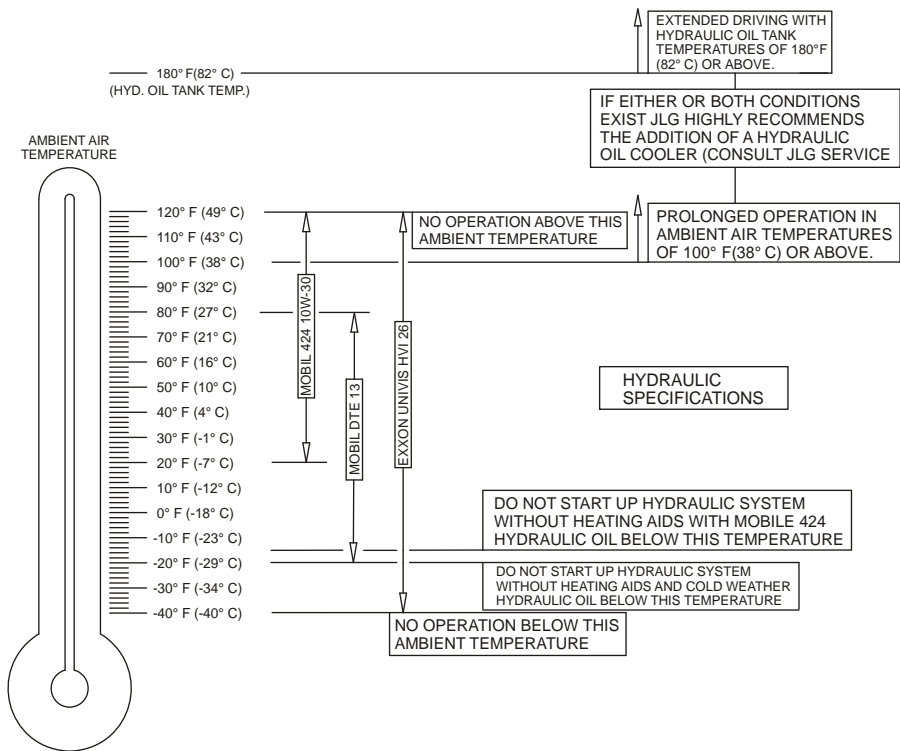 EXTENDED DRIVING WITH
HYDRAULIC OIL TANK
TEMPERATURES OF 180°F
(82° C) OR ABOVE.
180° F(82° C)
(HYD. OIL TANK TEMP.)
IF EITHER OR BOTH CONDITIONS
EXIST JLG HIGHLY RECOMMENDS
THE ADDITION OF A HYDRAULIC
OIL COOLER (CONSULT JLG SERVICE
AMBIENT AIR
TEMPERATURE
120° F (49° C)
110° F (43° C)
100° F (38° C)
90° F (32° C)
80° F (27° C)
70° F (21° C)
60° F (16° C)
50° F (10° C)
40° F (4° C)
30° F (-1° C)
20° F (-7° C)
10° F (-12° C)
0° F (-18° C)
-10° F (-23° C)
-20° F (-29° C)
-30° F (-34° C)
-40° F (-40° C)
MOBIL 424 10W-30
MOBIL DTE 13
EXXON UNIVIS HVI 26
NO OPERATION ABOVE THIS
AMBIENT TEMPERATURE
PROLONGED OPERATION IN
AMBIENT AIR TEMPERATURES
OF 100° F(38° C) OR ABOVE.
HYDRAULIC
SPECIFICATIONS
DO NOT START UP HYDRAULIC SYSTEM
WITHOUT HEATING AIDS WITH MOBILE 424
HYDRAULIC OIL BELOW THIS TEMPERATURE
DO NOT START UP HYDRAULIC SYSTEM
WITHOUT HEATING AIDS AND COLD WEATHER
HYDRAULIC OIL BELOW THIS TEMPERATURE
NO OPERATION BELOW THIS
AMBIENT TEMPERATURE